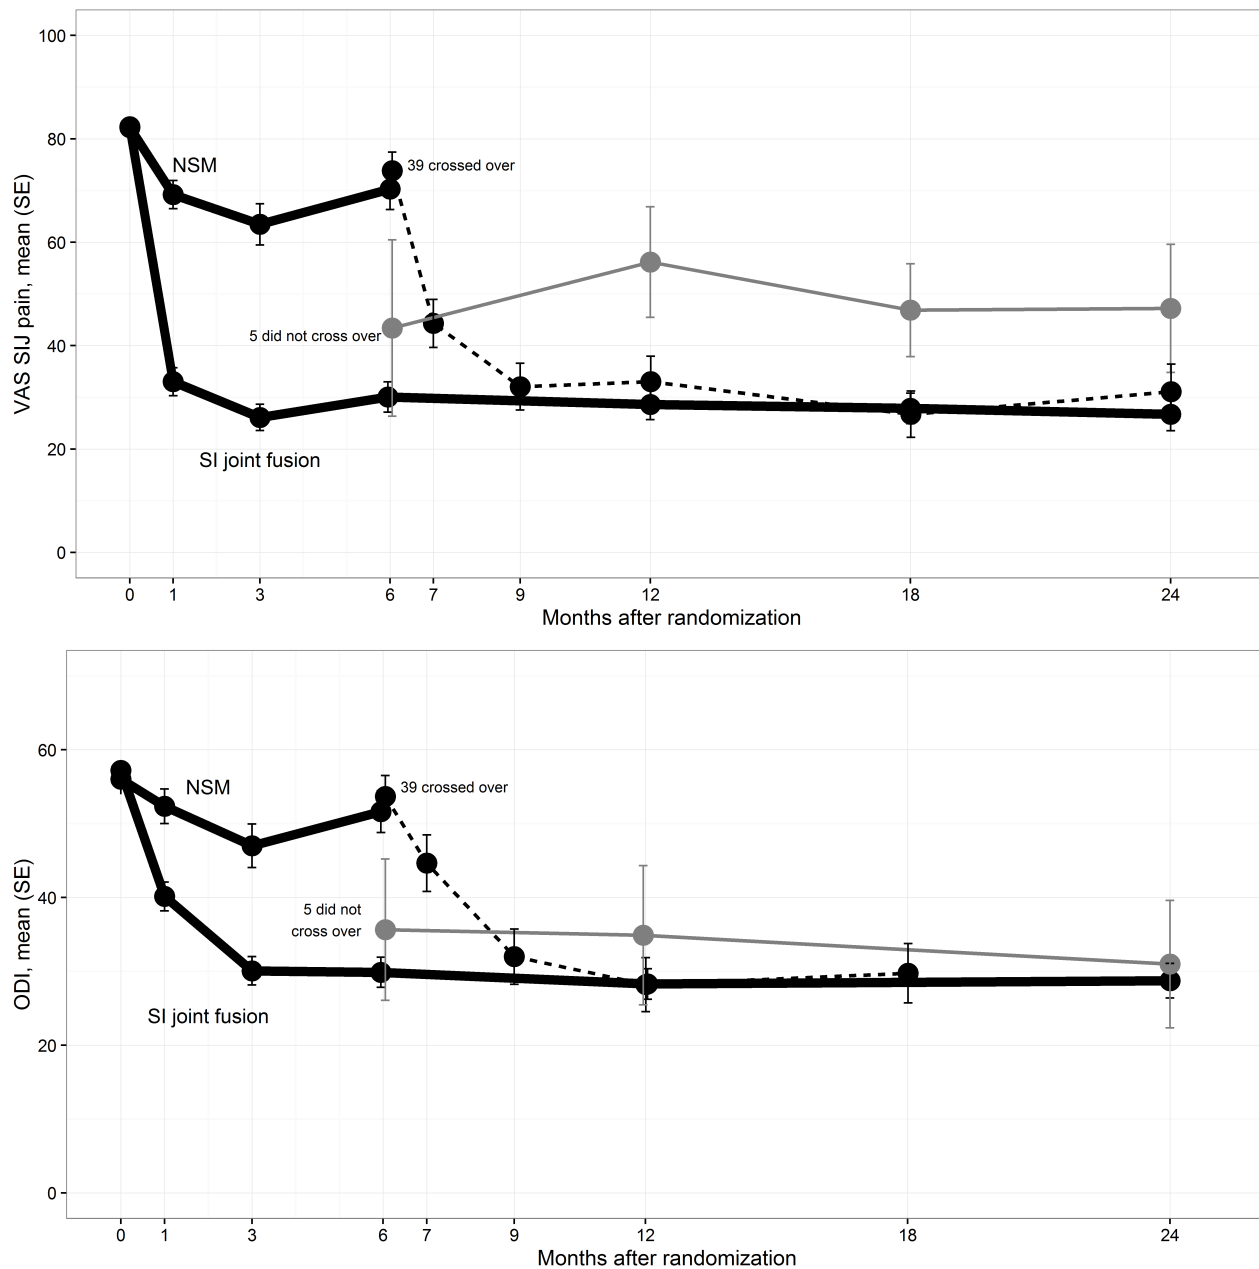 100
80
60
40
20
0
VAS SIJ pain, mean (SE)
NSM
39 crossed over
5 did not cross over
SI joint fusion
0 1 3 6 7 9 12 18 24
Months after randomization
60
40
20
0
ODI, mean (SE)
NSM
39 crossed over
5 did not
cross over
SI joint fusion
0 1 3 6 7 9 12 18 24
Months after randomization